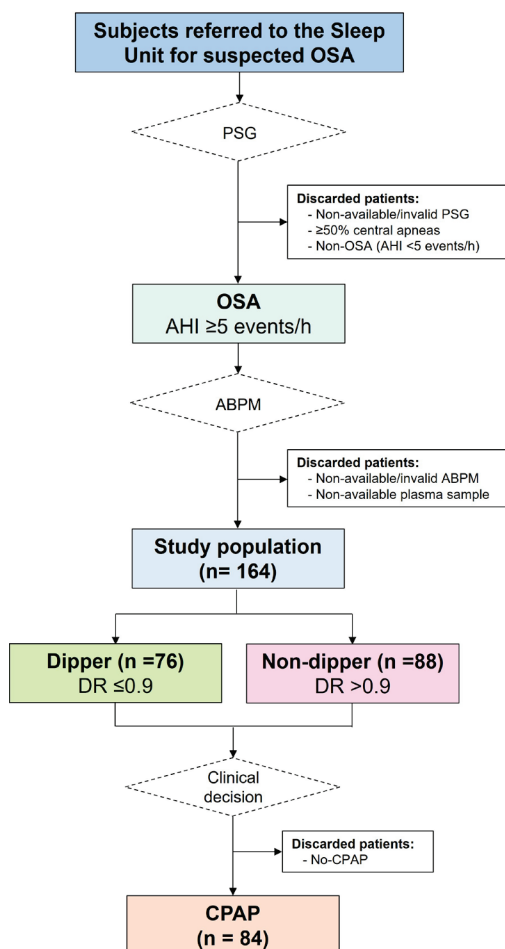 Subjects referred to the Sleep
Unit for suspected OSA
PSG
Discarded patients:
- Non-available/invalid PSG
- ≥50% central apneas
- Non-OSA (AHI <5 events/h)
OSA
AHI ≥5 events/h
ABPM
Discarded patients:
- Non-available/invalid ABPM
- Non-available plasma sample
Study population
(n= 164)
Dipper (n =76)
DR ≤0.9
Non-dipper (n =88)
DR >0.9
Clinical
decision
Discarded patients:
- No-CPAP
CPAP
(n = 84)